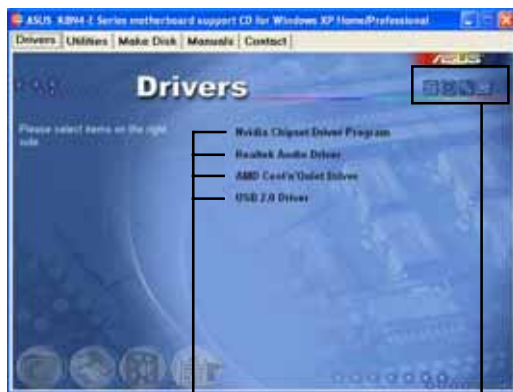 ASUS K8N4-E Series motherboard support CD for Windows XP Home/Professional
Drivers Utilities Make Disk Manuals Contact
ASUS
Drivers
Please select items on the right side.
Nvidia Chipset Driver Program
Realtek Audio Driver
AMD Cool'n'Quiet Driver
USB 2.0 Driver